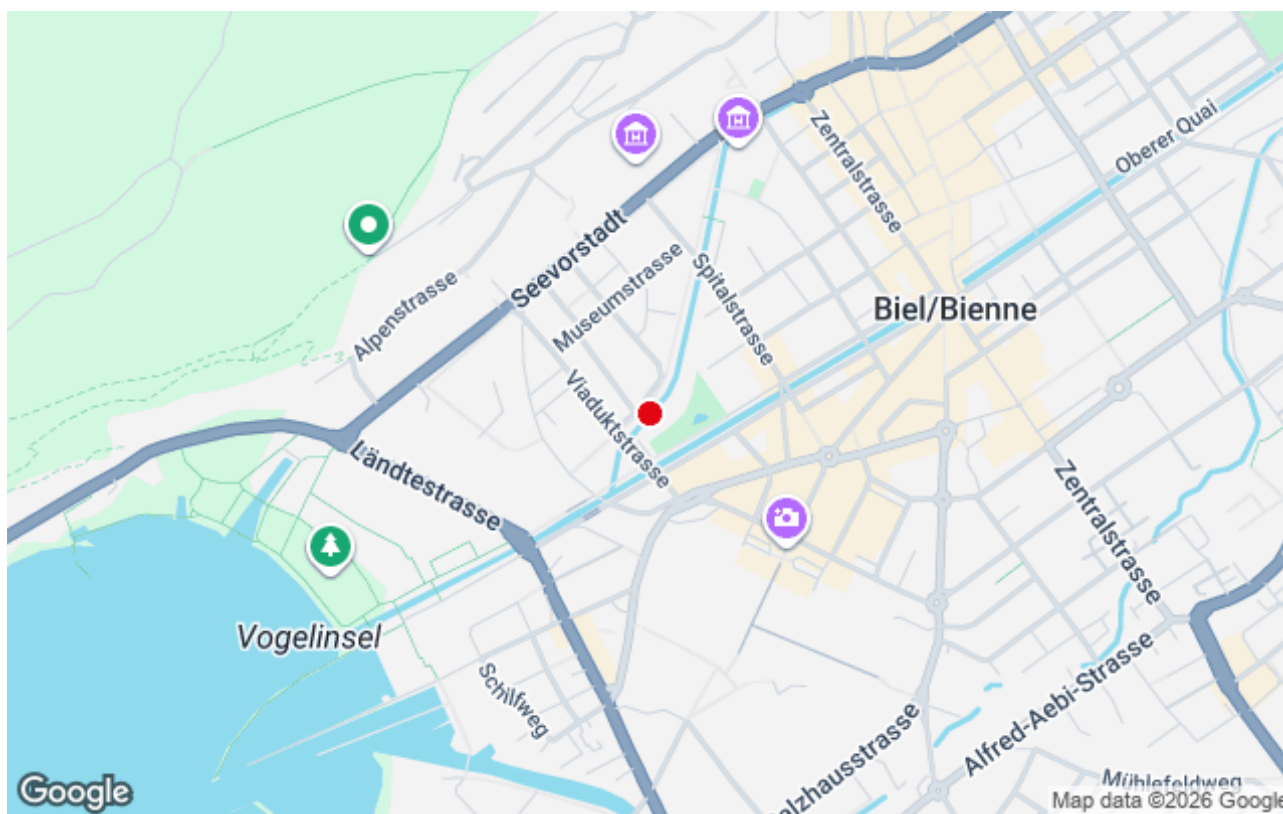 Oberer Quai
Zentralstrasse
Seevorstadt
Museumstrasse
Spitalstrasse
Alpenstrasse
Biel/Bienne
Viaduktstrasse
Ländtestrasse
Zentralstrasse
Vogelinsel
Schilfweg
Alfred-Aebi-Strasse
alzhausstrasse
Mühlefeldweg
Google
Map data ©2026 Google